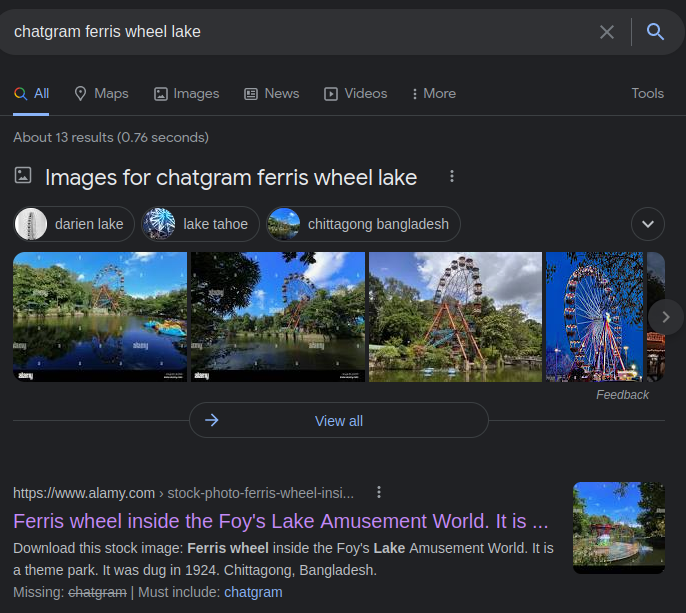 chatgram ferris wheel lake
All Maps Images News Videos More Tools
About 13 results (0.76 seconds)
Images for chatgram ferris wheel lake
darien lake lake tahoe chittagong bangladesh
alamy alamy
alamy alamy
Feedback
View all
https://www.alamy.com › stock-photo-ferris-wheel-insi...
Ferris wheel inside the Foy's Lake Amusement World. It is ...
Download this stock image: Ferris wheel inside the Foy's Lake Amusement World. It is
a theme park. It was dug in 1924. Chittagong, Bangladesh.
Missing: chatgram | Must include: chatgram